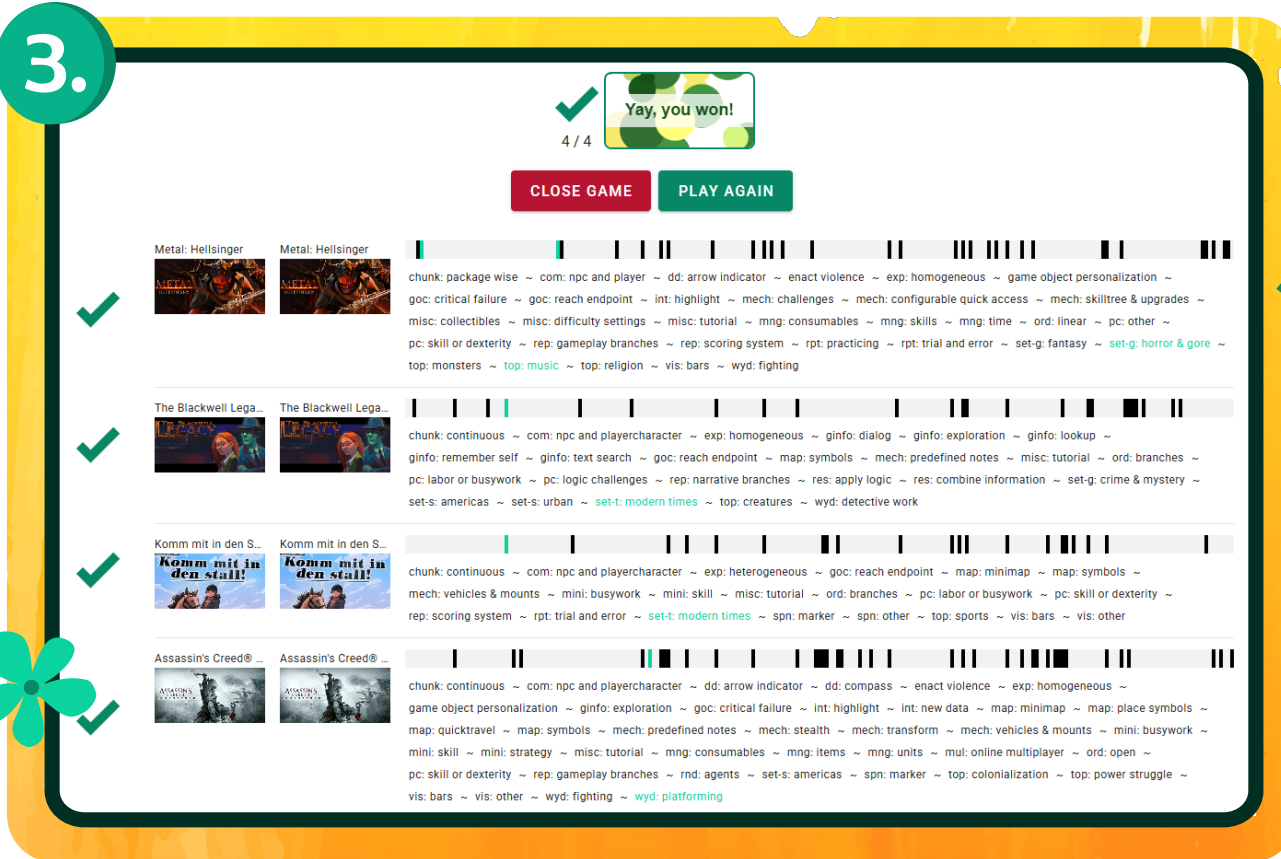 3.
Yay, you won!
4 / 4
CLOSE GAME PLAY AGAIN
Metal: Hellsinger Metal: Hellsinger
METAL METAL
HELLSINGER HELLSINGER
chunk: package wise ~ com: npc and player ~ dd: arrow indicator ~ enact violence ~ exp: homogeneous ~ game object personalization ~
goc: critical failure ~ goc: reach endpoint ~ int: highlight ~ mech: challenges ~ mech: configurable quick access ~ mech: skilltree & upgrades ~
misc: collectibles ~ misc: difficulty settings ~ misc: tutorial ~ mng: consumables ~ mng: skills ~ mng: time ~ ord: linear ~ pc: other ~
pc: skill or dexterity ~ rep: gameplay branches ~ rep: scoring system ~ rpt: practicing ~ rpt: trial and error ~ set-g: fantasy ~ set-g: horror & gore ~
top: monsters ~ top: music ~ top: religion ~ vis: bars ~ wyd: fighting
The Blackwell Lega... The Blackwell Lega...
chunk: continuous ~ com: npc and playercharacter ~ exp: homogeneous ~ ginfo: dialog ~ ginfo: exploration ~ ginfo: lookup ~
ginfo: remember self ~ ginfo: text search ~ goc: reach endpoint ~ map: symbols ~ mech: predefined notes ~ misc: tutorial ~ ord: branches ~
pc: labor or busywork ~ pc: logic challenges ~ rep: narrative branches ~ res: apply logic ~ res: combine information ~ set-g: crime & mystery ~
set-s: americas ~ set-s: urban ~ set-t: modern times ~ top: creatures ~ wyd: detective work
Komm mit in den S... Komm mit in den S...
Komm mit in Komm mit in
den stall! den stall!
chunk: continuous ~ com: npc and playercharacter ~ exp: heterogeneous ~ goc: reach endpoint ~ map: minimap ~ map: symbols ~
mech: vehicles & mounts ~ mini: busywork ~ mini: skill ~ misc: tutorial ~ ord: branches ~ pc: labor or busywork ~ pc: skill or dexterity ~
rep: scoring system ~ rpt: trial and error ~ set-t: modern times ~ spn: marker ~ spn: other ~ top: sports ~ vis: bars ~ vis: other
Assassin's Creed® ... Assassin's Creed® ...
ASSASSIN'S ASSASSIN'S
chunk: continuous ~ com: npc and playercharacter ~ dd: arrow indicator ~ dd: compass ~ enact violence ~ exp: homogeneous ~
game object personalization ~ ginfo: exploration ~ goc: critical failure ~ int: highlight ~ int: new data ~ map: minimap ~ map: place symbols ~
map: quicktravel ~ map: symbols ~ mech: predefined notes ~ mech: stealth ~ mech: transform ~ mech: vehicles & mounts ~ mini: busywork ~
mini: skill ~ mini: strategy ~ misc: tutorial ~ mng: consumables ~ mng: items ~ mng: units ~ mul: online multiplayer ~ ord: open ~
pc: skill or dexterity ~ rep: gameplay branches ~ rnd: agents ~ set-s: americas ~ spn: marker ~ top: colonialization ~ top: power struggle ~
vis: bars ~ vis: other ~ wyd: fighting ~ wyd: platforming